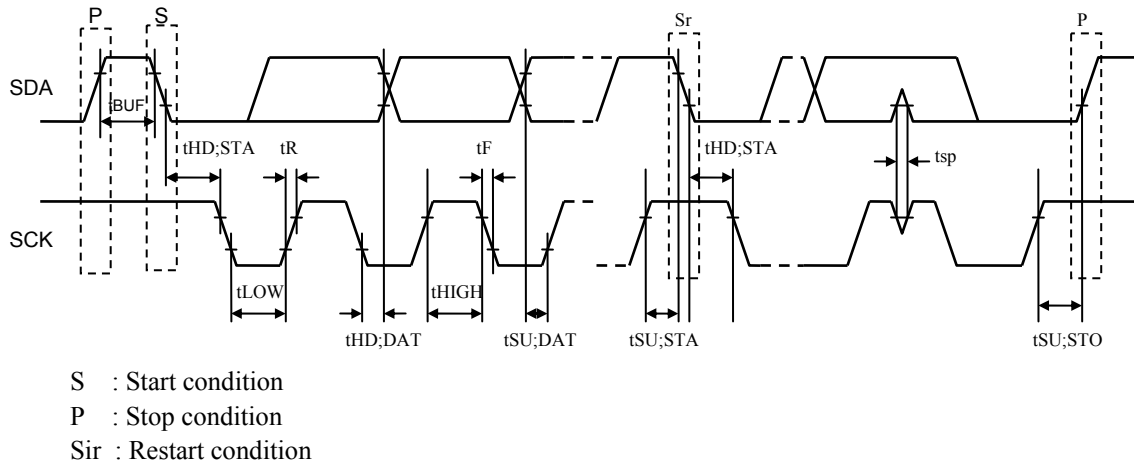 P S Sr P
SDA
tBUF
tHD;STA tR tF tHD;STA tsp
SCK
tLOW tHIGH
tHD;DAT tSU;DAT tSU;STA tSU;STO
S : Start condition
P : Stop condition
Sir : Restart condition